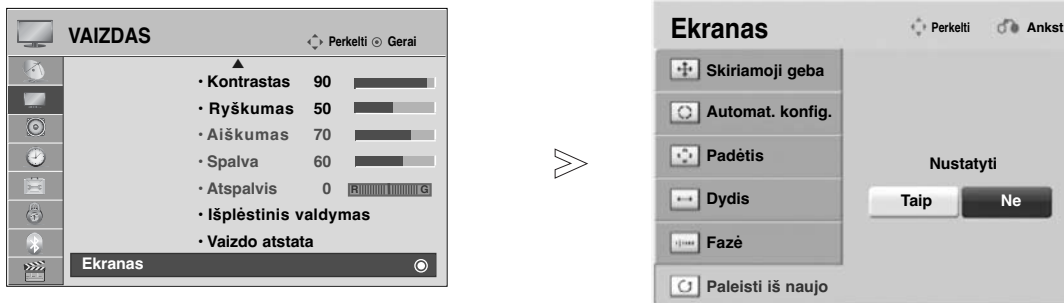 VAIZDAS Perkelti Gerai
Kontrastas 90
Ryškumas 50
Aiškumas 70
Spalva 60
Atspalvis 0 R G
Išplėstinis valdymas
Vaizdo atstata
Ekranas
Ekranas Perkelti Ankst
Skiriamoji geba
Automat. konfig.
Padėtis
Nustatyti
Dydis
Taip Ne
Fazė
Paleisti iš naujo